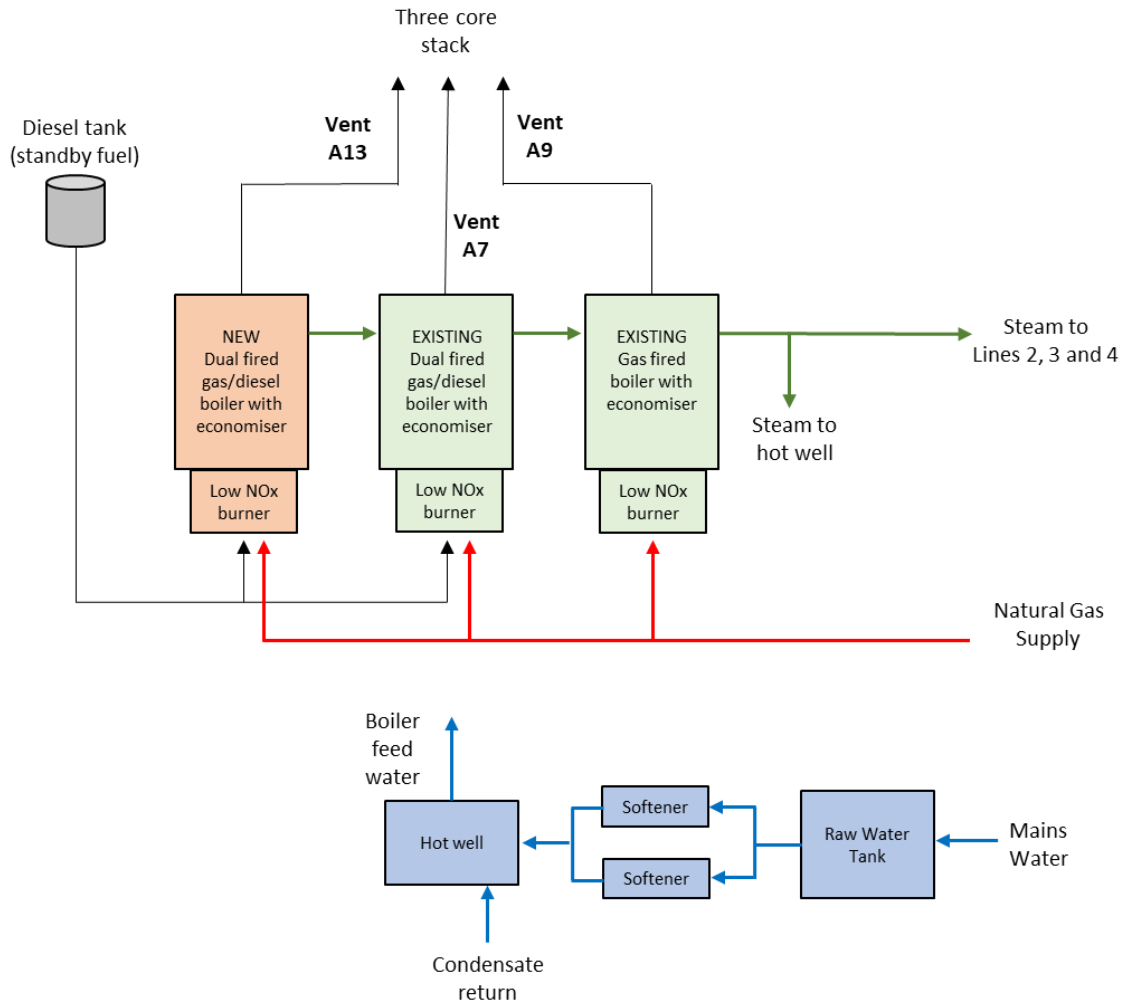 Three core
stack
Diesel tank
(standby fuel)
Vent
A13
Vent
A9
Vent
A7
NEW
Dual fired
gas/diesel
boiler with
economiser
EXISTING
Dual fired
gas/diesel
boiler with
economiser
EXISTING
Gas fired
boiler with
economiser
Steam to
Lines 2, 3 and 4
Steam to
hot well
Low NOx
burner
Low NOx
burner
Low NOx
burner
Natural Gas
Supply
Boiler
feed
water
Hot well
Softener
Softener
Raw Water
Tank
Mains
Water
Condensate
return